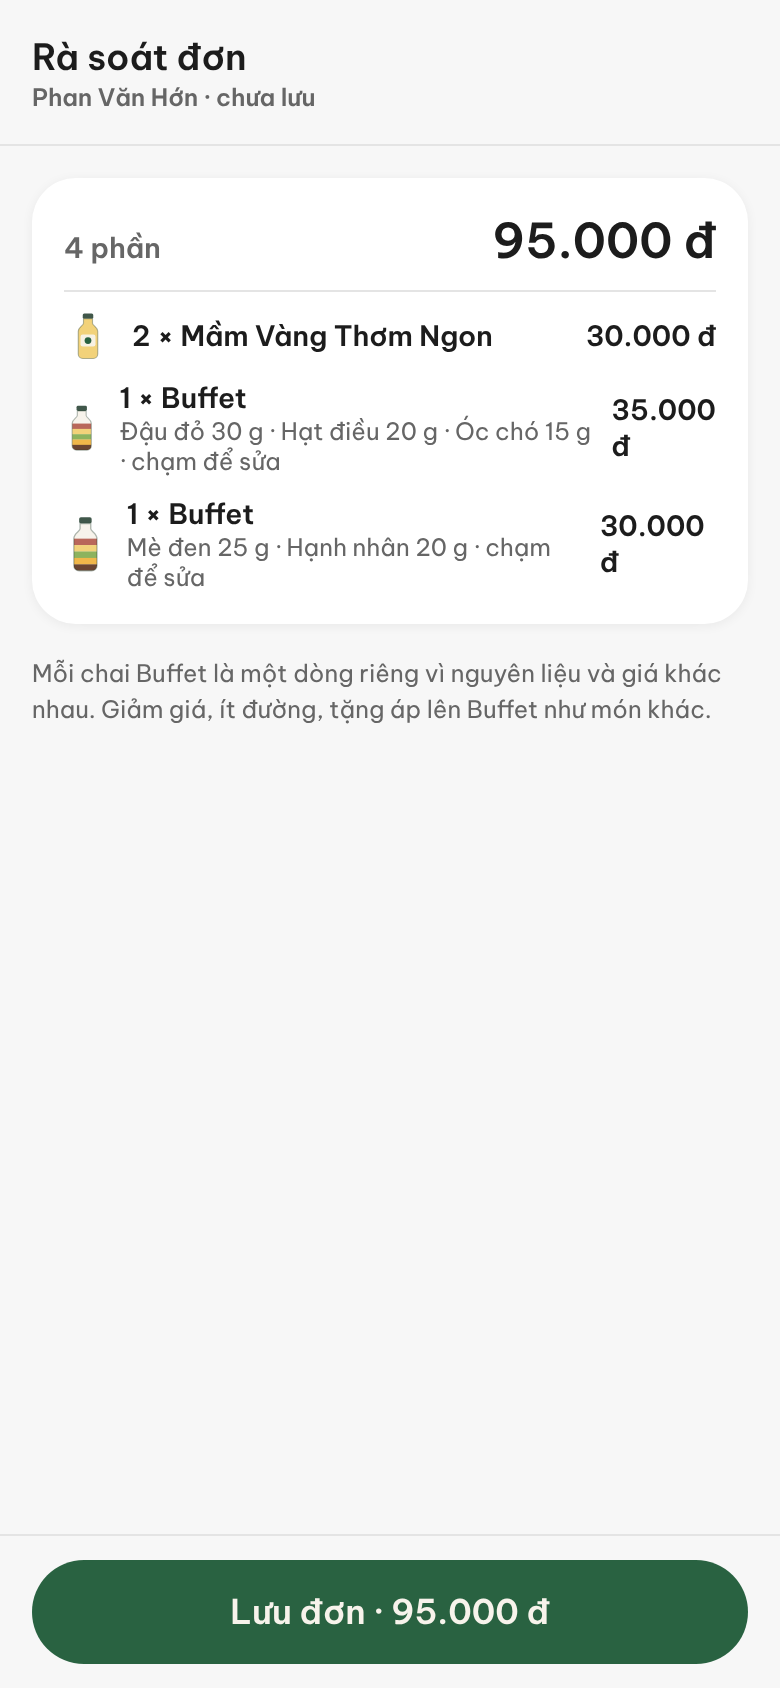 Rà soát đơn
Phan Văn Hớn · chưa lưu
4 phần
95.000 đ
2 × Mầm Vàng Thơm Ngon
30.000 đ
1 × Buffet
Đậu đỏ 30 g · Hạt điều 20 g · Óc chó 15 g
· chạm để sửa
35.000
đ
1 × Buffet
Mè đen 25 g · Hạnh nhân 20 g · chạm
để sửa
30.000
đ
Mỗi chai Buffet là một dòng riêng vì nguyên liệu và giá khác
nhau. Giảm giá, ít đường, tặng áp lên Buffet như món khác.
Lưu đơn · 95.000 đ